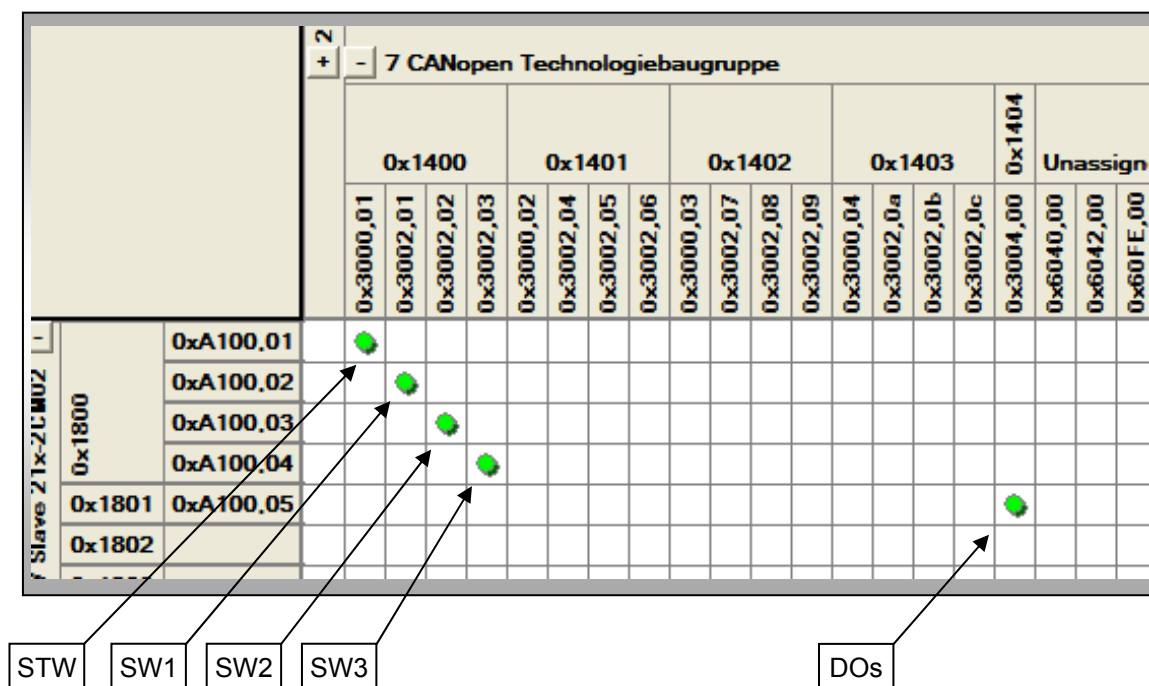 2
+ - 7 CANopen Technologiebaugruppe
0x1400 0x1401 0x1402 0x1403 0x1404 Unassign
0x3000,01 0x3002,01 0x3002,02 0x3002,03 0x3000,02 0x3002,04 0x3002,05 0x3002,06 0x3000,03 0x3002,07 0x3002,08 0x3002,09 0x3000,04 0x3002,0a 0x3002,0b 0x3002,0c 0x3004,00 0x6040,00 0x6042,00 0x60FE,00
-
Slave 21x-2CM02
0x1800
0xA100,01
0xA100,02
0xA100,03
0xA100,04
0x1801 0xA100,05
0x1802
STW SW1 SW2 SW3 DOs